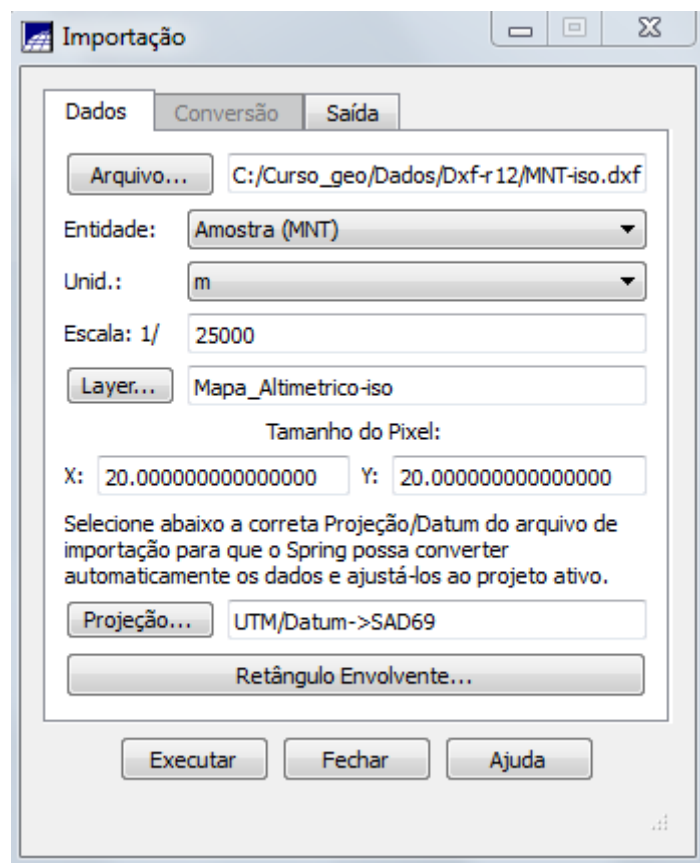 Importação
Dados Conversão Saída
Arquivo... C:/Curso_geo/Dados/Dxf-r12/MNT-iso.dxf
Entidade: Amostra (MNT)
Unid.: m
Escala: 1/ 25000
Layer... Mapa_Altimetrico-iso
Tamanho do Pixel:
X: 20.000000000000000 Y: 20.000000000000000
Selecione abaixo a correta Projeção/Datum do arquivo de
importação para que o Spring possa converter
automaticamente os dados e ajustá-los ao projeto ativo.
Projeção... UTM/Datum->SAD69
Retângulo Envolvente...
Executar Fechar Ajuda